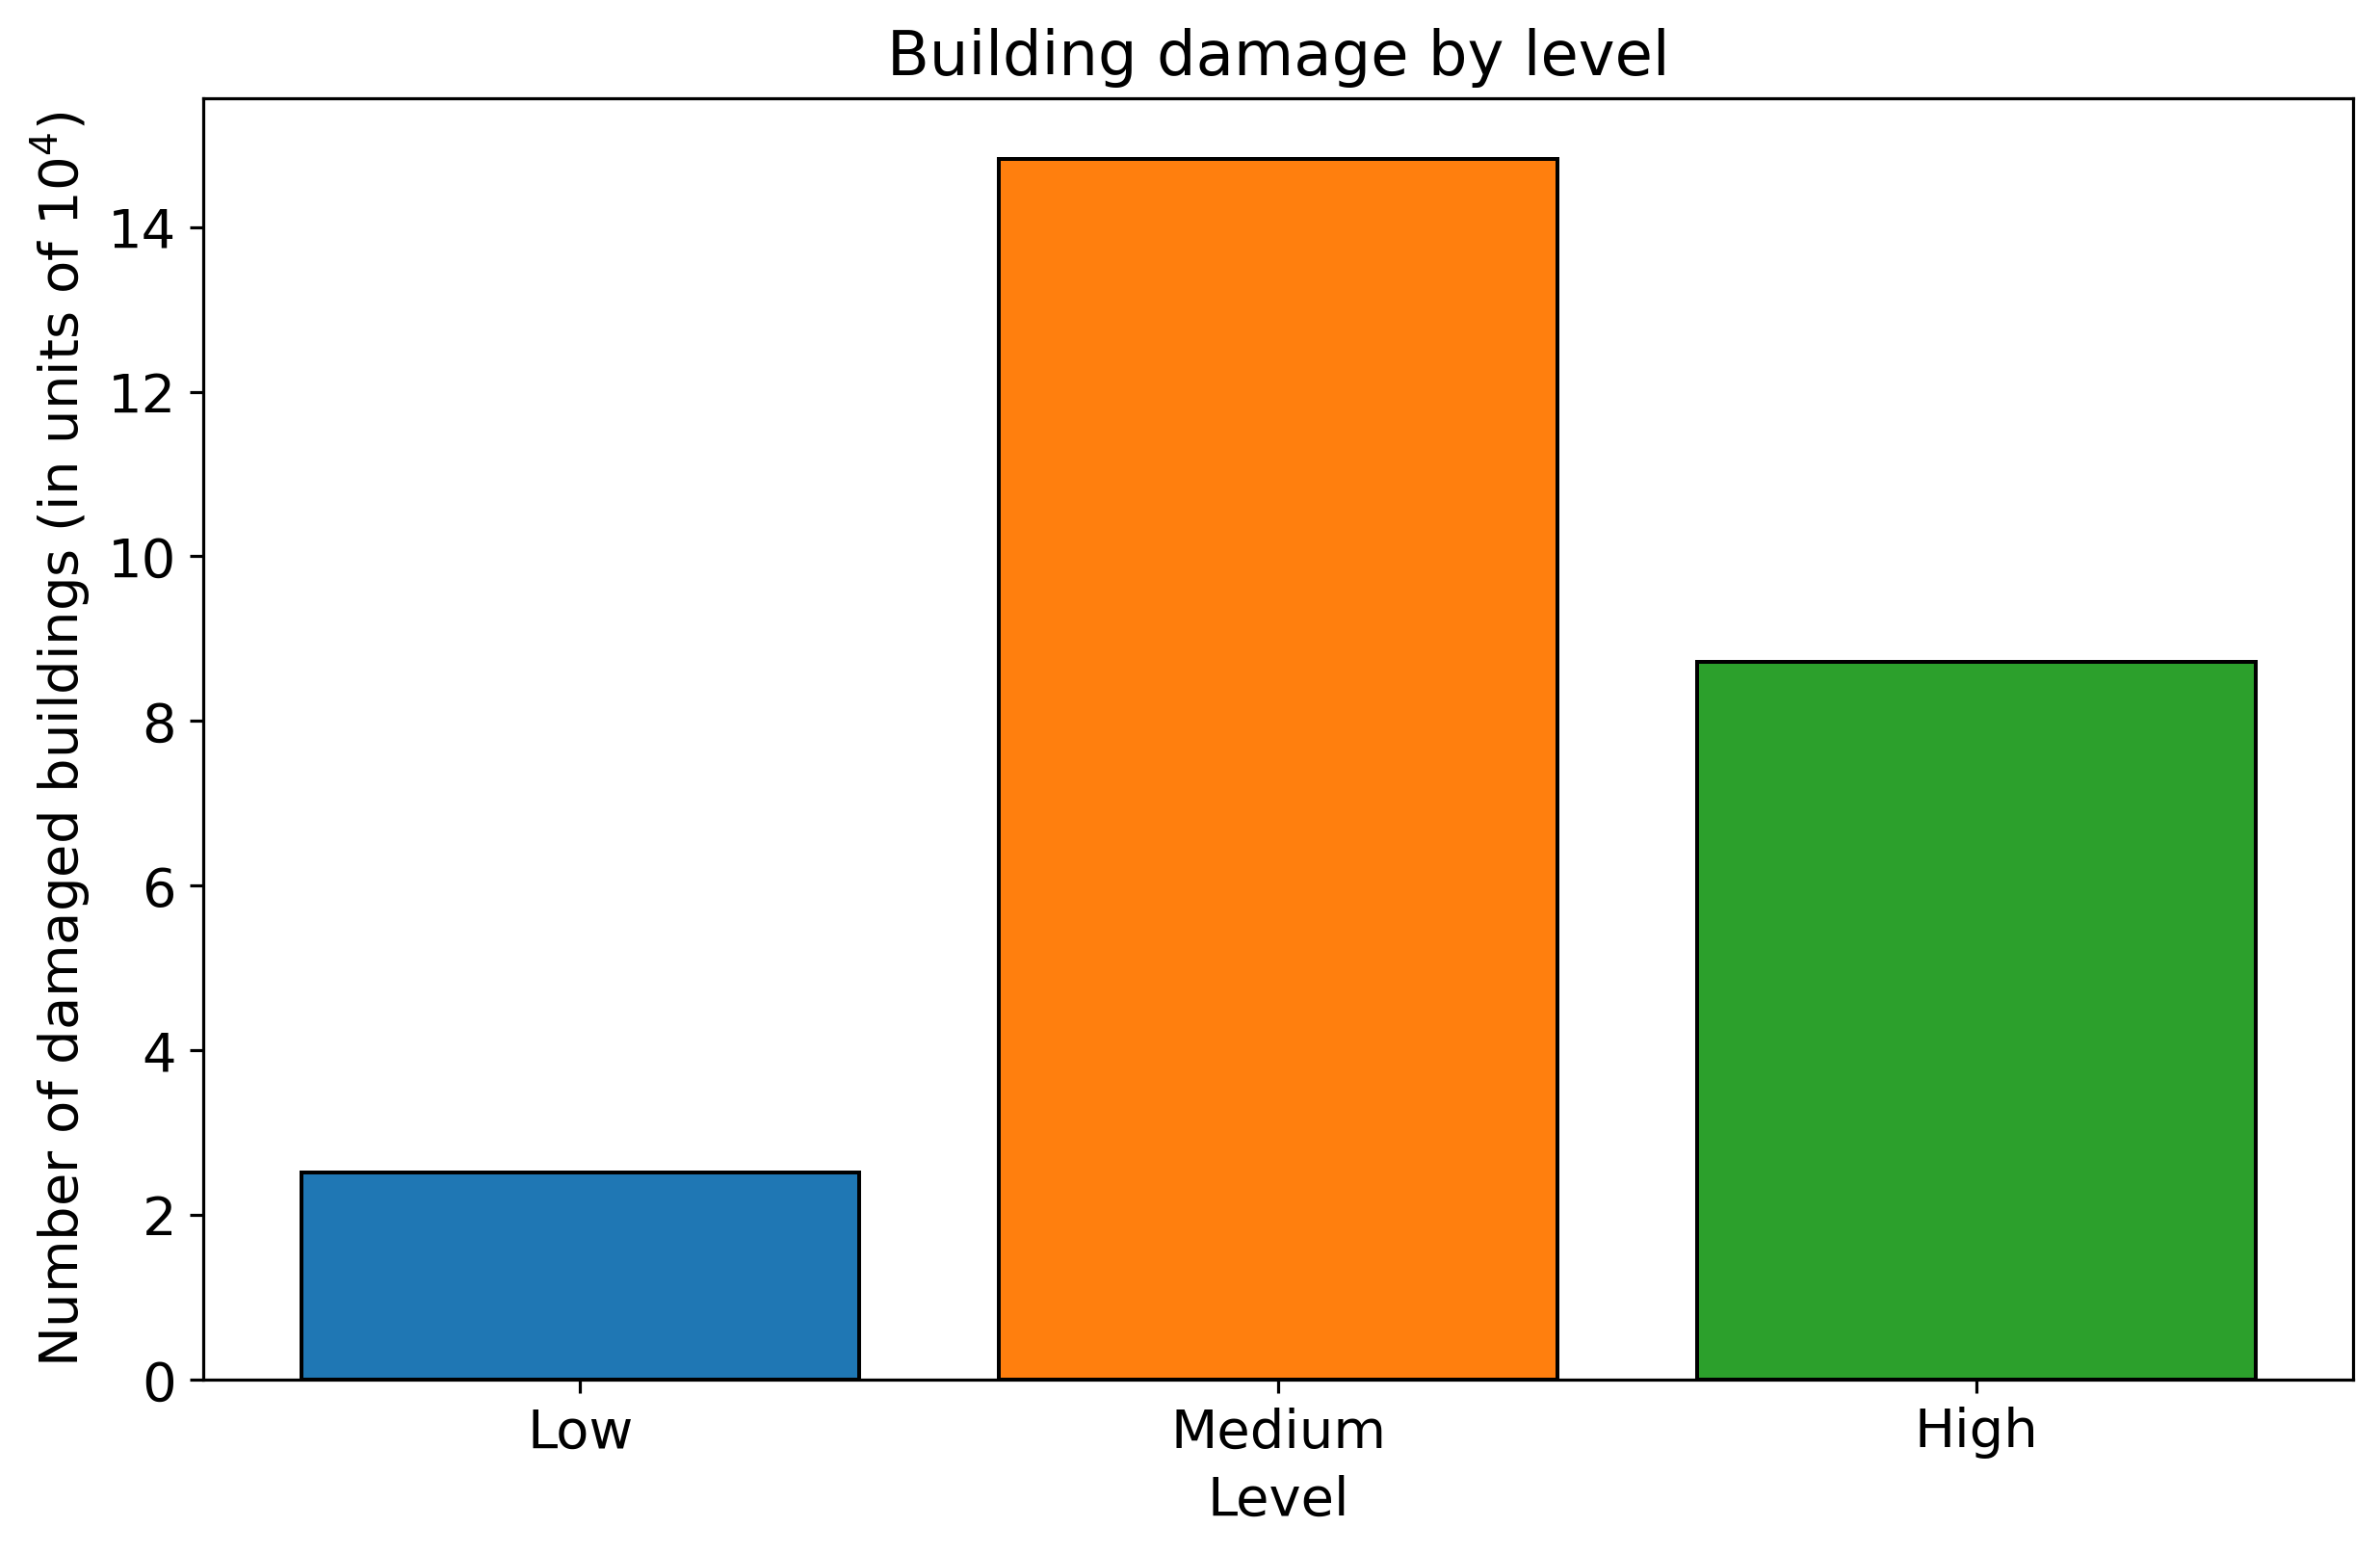 Building damage by level
Number of damaged buildings (in units of 10⁴)
14
12
10
8
6
4
2
0
Low Medium High
Level